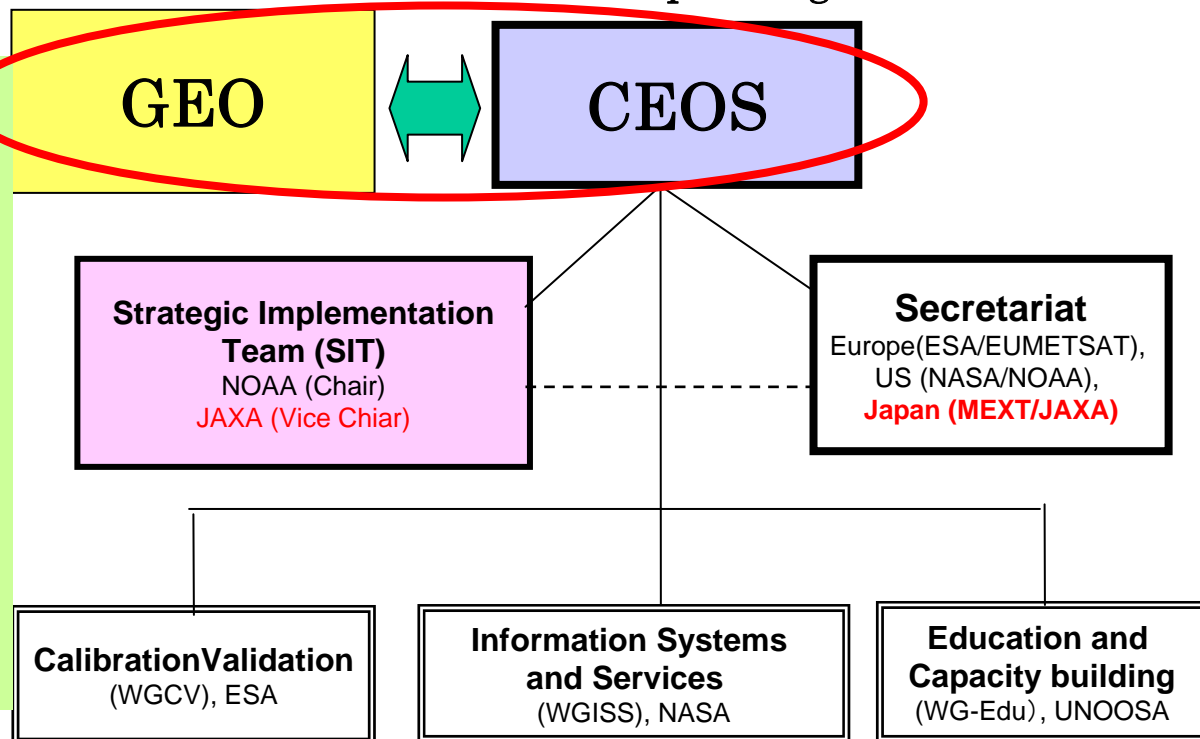 GEO
CEOS
Strategic Implementation
Team (SIT)
NOAA (Chair)
JAXA (Vice Chiar)
Secretariat
Europe(ESA/EUMETSAT),
US (NASA/NOAA),
Japan (MEXT/JAXA)
CalibrationValidation
(WGCV), ESA
Information Systems
and Services
(WGISS), NASA
Education and
Capacity building
(WG-Edu）, UNOOSA